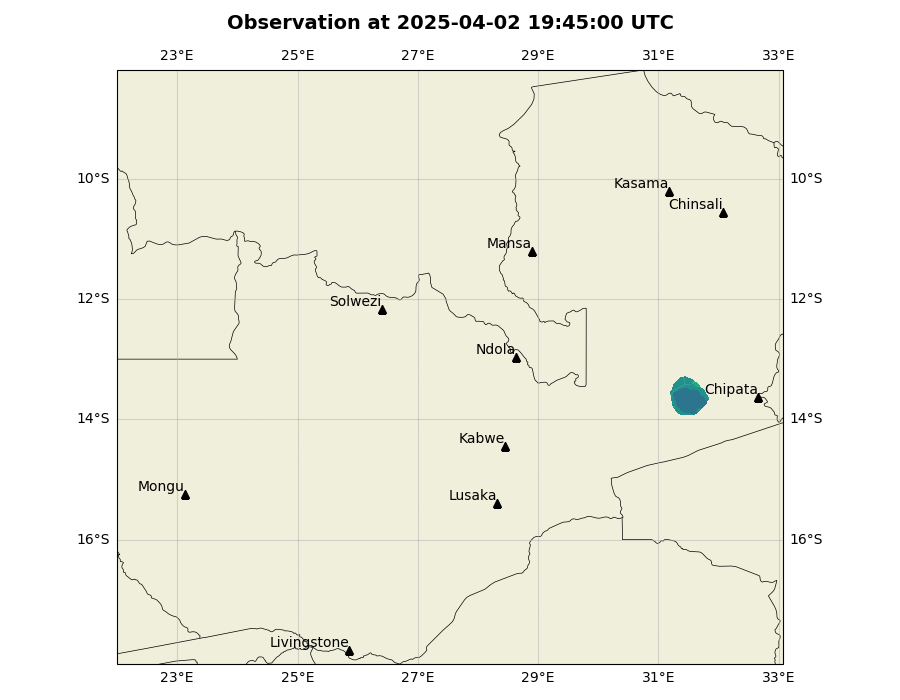 Observation at 2025-04-02 19:45:00 UTC
23°E 25°E 27°E 29°E 31°E 33°E
10°S 10°S
Kasama
Chinsali
Mansa
12°S 12°S
Solwezi
Ndola
Chipata
14°S 14°S
Kabwe
Mongu
Lusaka
16°S 16°S
Livingstone
23°E 25°E 27°E 29°E 31°E 33°E